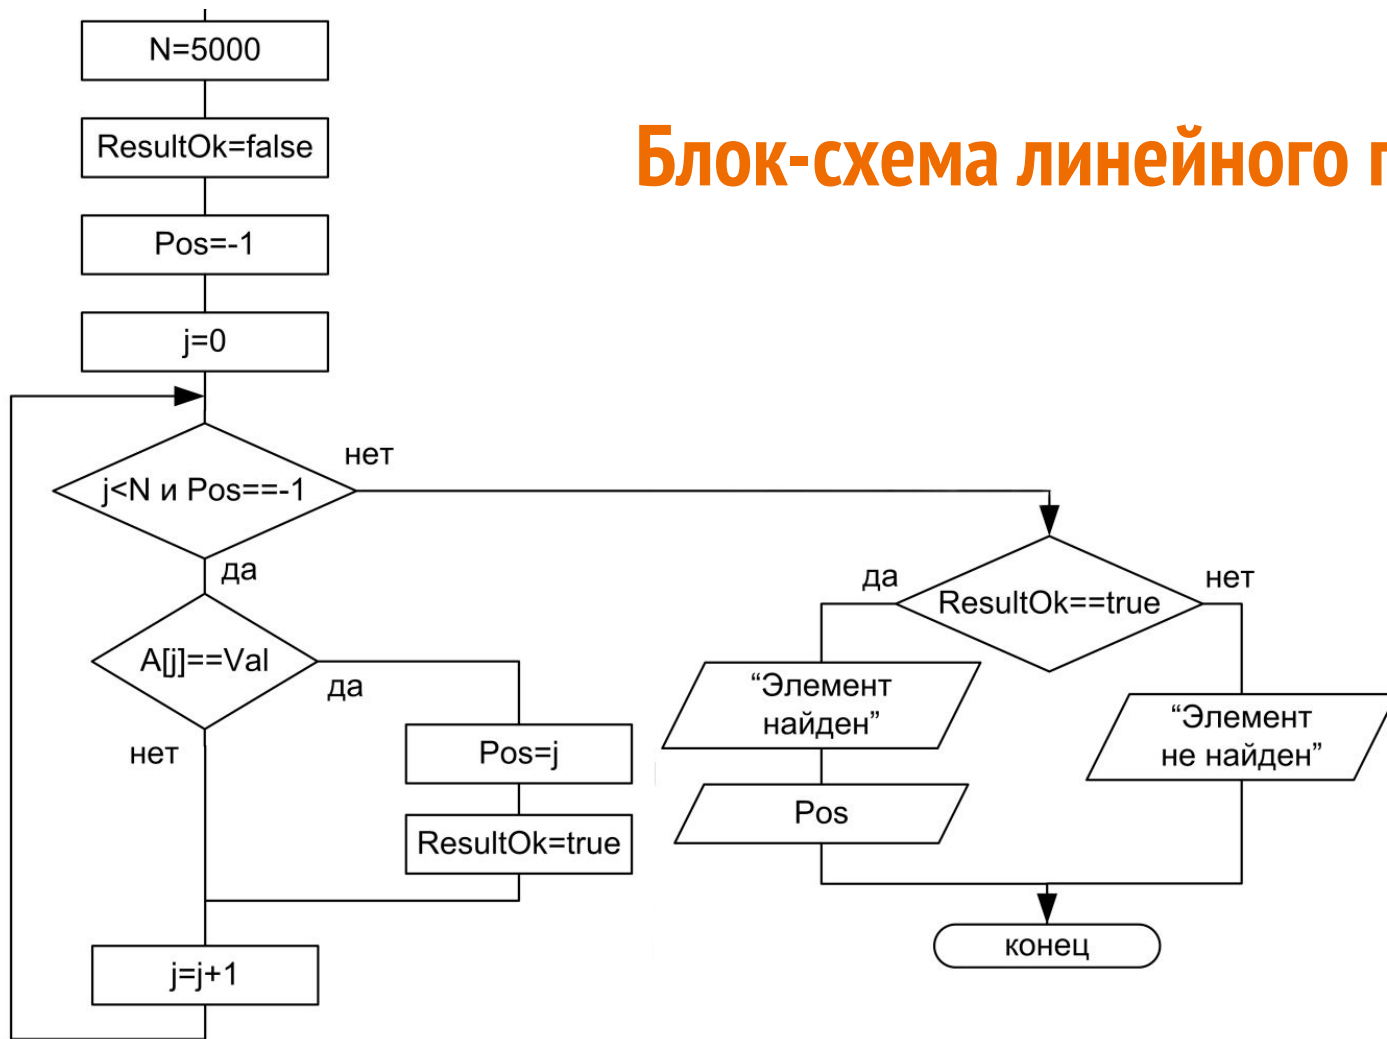 N=5000
ResultOk=false
Блок-схема линейного
Pos=-1
j=0
j<N и Pos==-1
нет
да
A[j]==Val
да
нет
Pos=j
ResultOk=true
j=j+1
ResultOk==true
да
нет
“Элемент
найден”
Pos
“Элемент
не найден”
конец